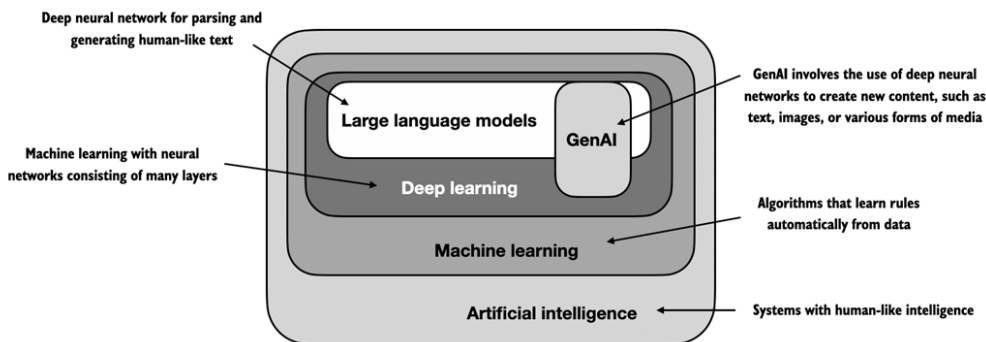 Deep neural network for parsing and
generating human-like text
GenAI involves the use of deep neural
networks to create new content, such as
text, images, or various forms of media
Large language models
GenAI
Machine learning with neural
networks consisting of many layers
Deep learning
Algorithms that learn rules
automatically from data
Machine learning
Artificial intelligence
Systems with human-like intelligence